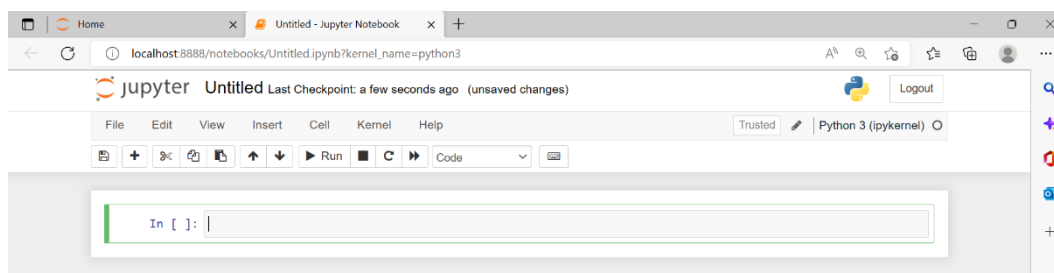 Home
Untitled - Jupyter Notebook
localhost:8888/notebooks/Untitled.ipynb?kernel_name=python3
jupyter Untitled Last Checkpoint: a few seconds ago (unsaved changes)
Logout
File Edit View Insert Cell Kernel Help
Trusted
Python 3 (ipykernel)
Run
Code
In [ ]: